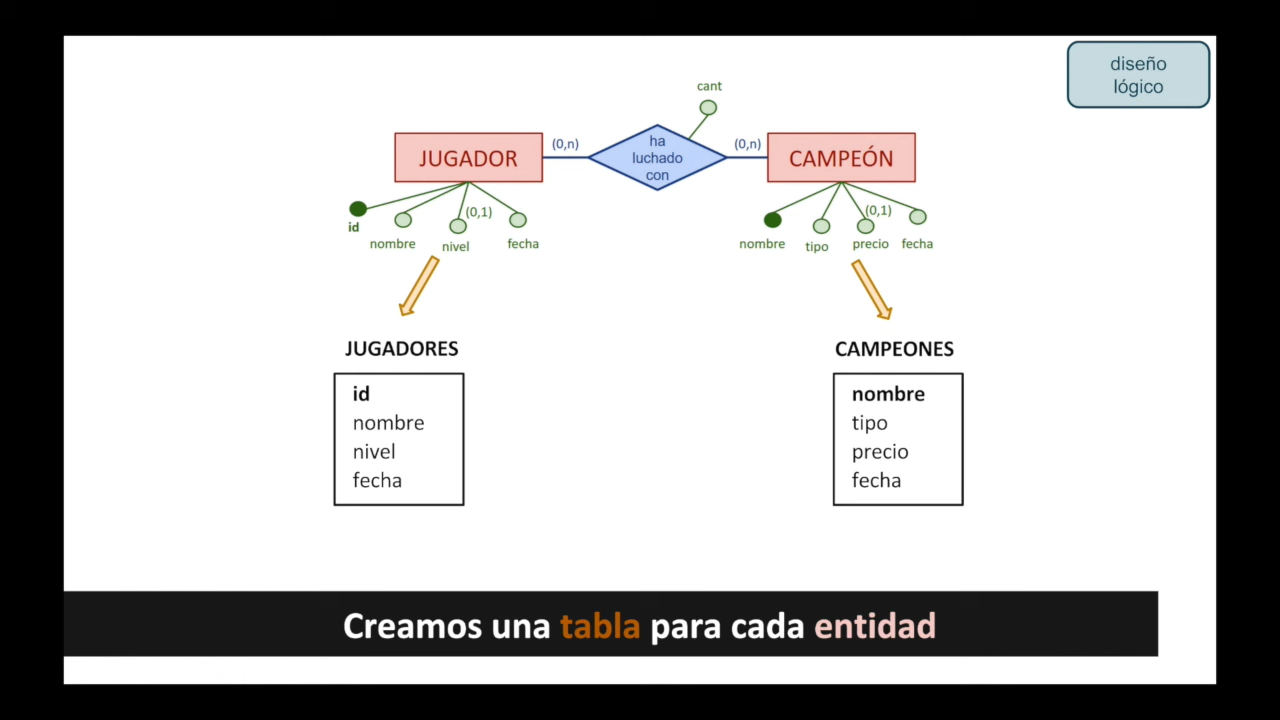 diseño
lógico
cant
JUGADOR
(0,n)
ha
luchado
con
(0,n)
CAMPEÓN
id
nombre
(0,1)
nivel
fecha
nombre
tipo
(0,1)
precio
fecha
JUGADORES
id
nombre
nivel
fecha
CAMPEONES
nombre
tipo
precio
fecha
Creamos una tabla para cada entidad